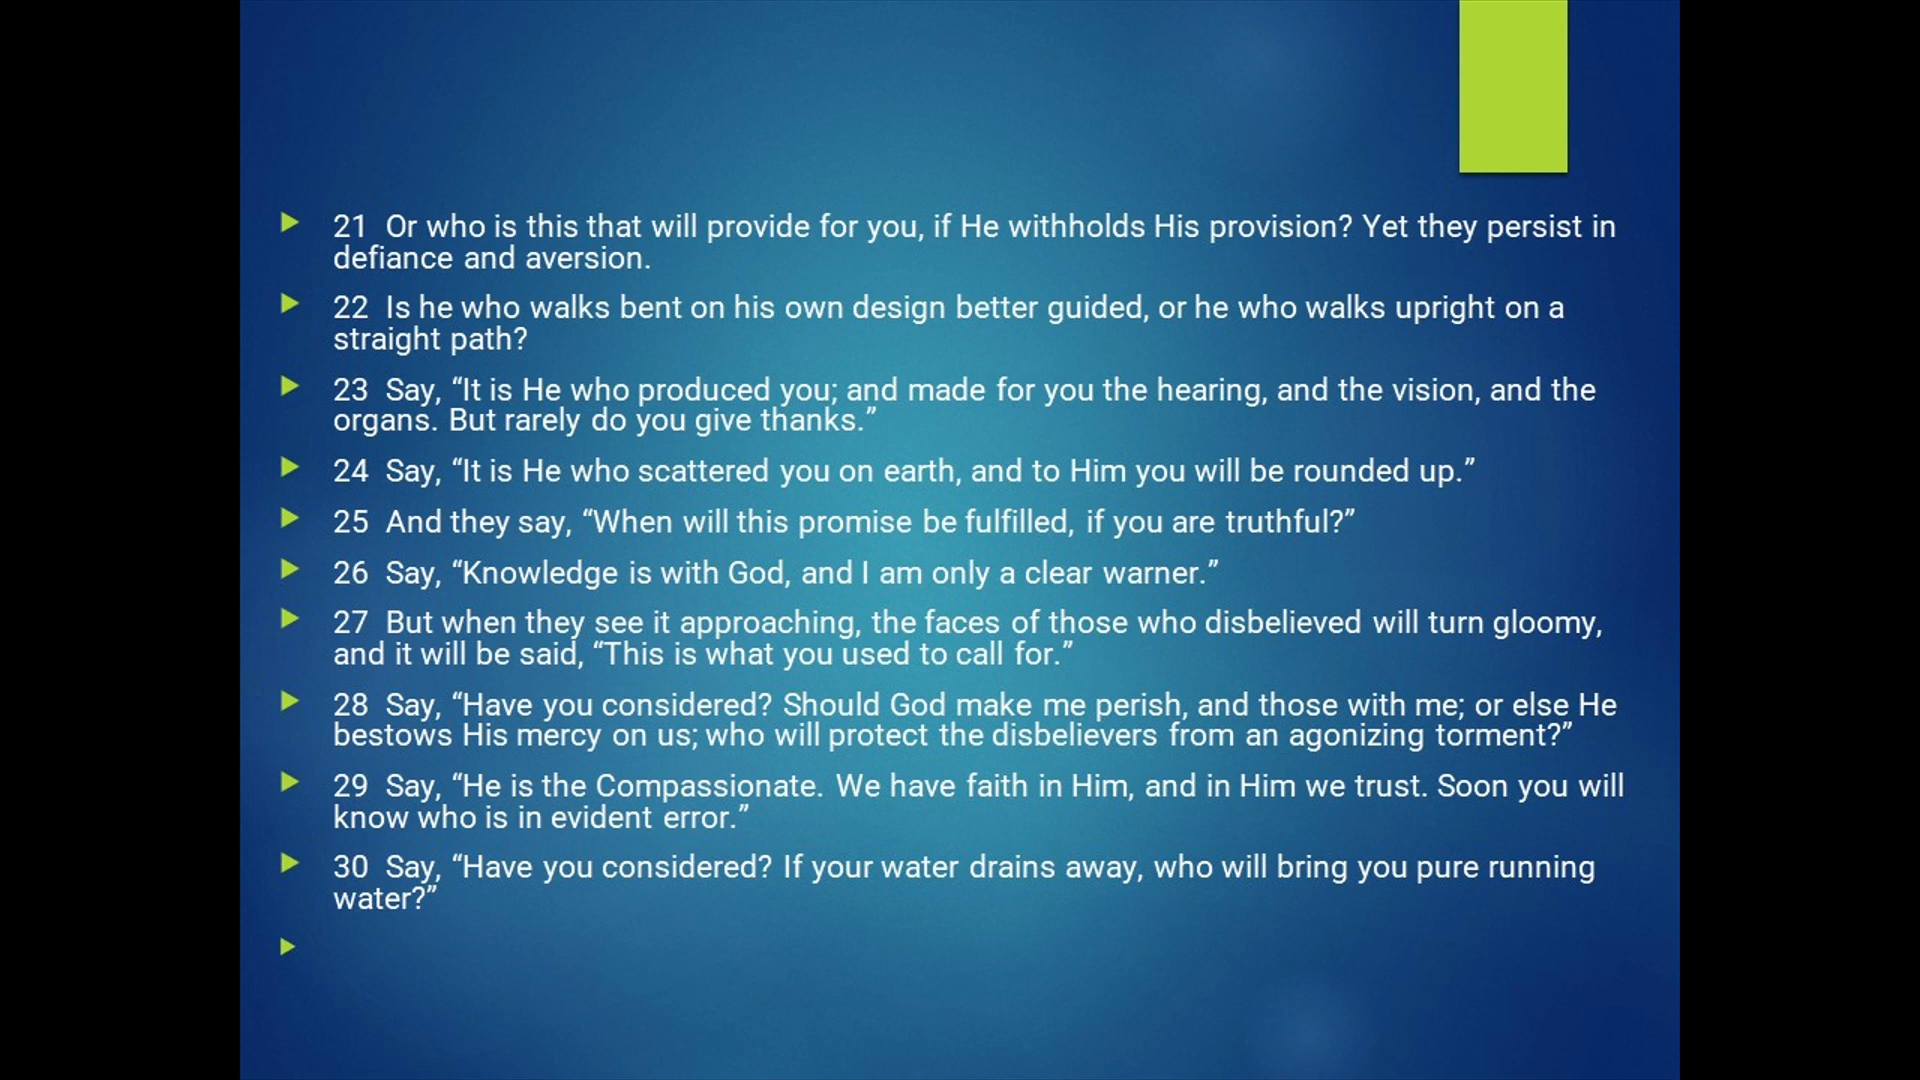 21 Or who is this that will provide for you, if He withholds His provision? Yet they persist in
defiance and aversion.
22 Is he who walks bent on his own design better guided, or he who walks upright on a
straight path?
23 Say, “It is He who produced you; and made for you the hearing, and the vision, and the
organs. But rarely do you give thanks.”
24 Say, “It is He who scattered you on earth, and to Him you will be rounded up.”
25 And they say, “When will this promise be fulfilled, if you are truthful?”
26 Say, “Knowledge is with God, and I am only a clear warner.”
27 But when they see it approaching, the faces of those who disbelieved will turn gloomy,
and it will be said, “This is what you used to call for.”
28 Say, “Have you considered? Should God make me perish, and those with me; or else He
bestows His mercy on us; who will protect the disbelievers from an agonizing torment?”
29 Say, “He is the Compassionate. We have faith in Him, and in Him we trust. Soon you will
know who is in evident error.”
30 Say, “Have you considered? If your water drains away, who will bring you pure running
water?”